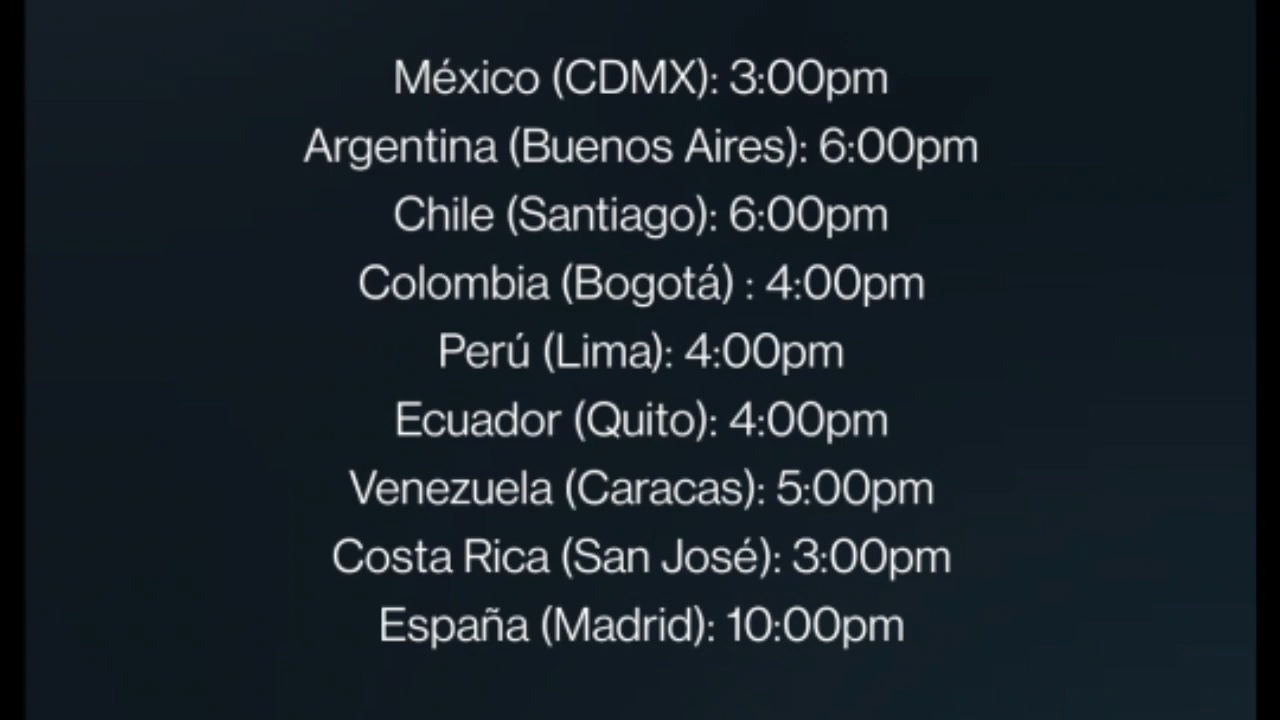 México (CDMX): 3:00pm
Argentina (Buenos Aires): 6:00pm
Chile (Santiago): 6:00pm
Colombia (Bogotá) : 4:00pm
Perú (Lima): 4:00pm
Ecuador (Quito): 4:00pm
Venezuela (Caracas): 5:00pm
Costa Rica (San José): 3:00pm
España (Madrid): 10:00pm